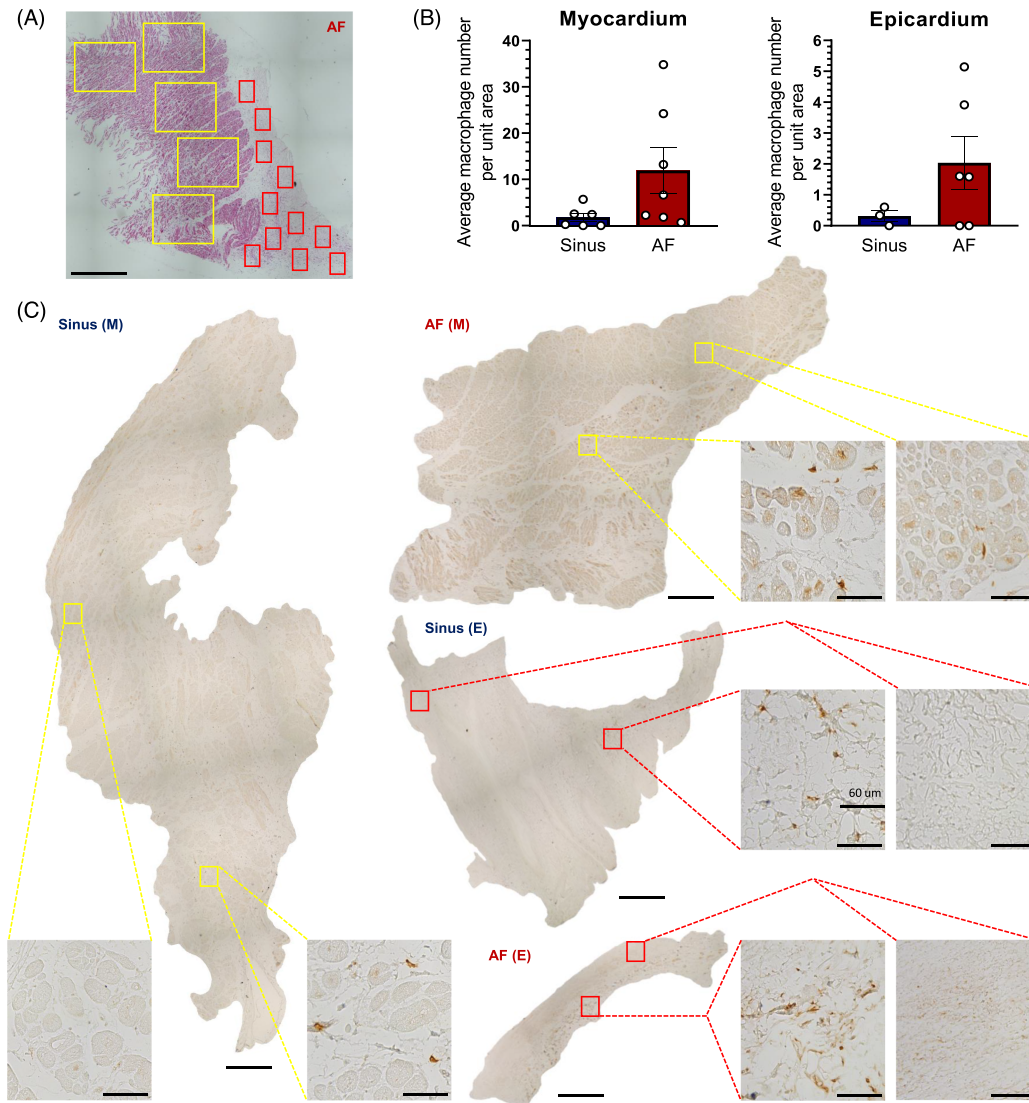 (A)
AF
(B)
Myocardium
Average macrophage number
per unit area
40
30
20
10
0
Sinus
AF
Epicardium
Average macrophage number
per unit area
6
5
4
3
2
1
0
Sinus
AF
(C)
Sinus (M)
AF (M)
Sinus (E)
60 um
AF (E)